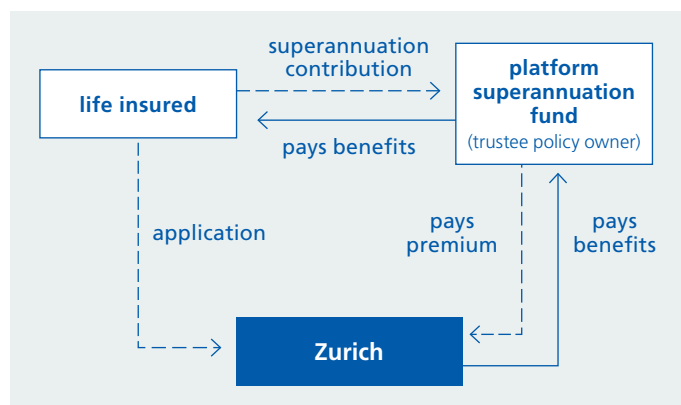 superannuation
contribution
life insured
platform
superannuation
fund
(trustee policy owner)
pays benefits
application
pays
premium
pays
benefits
Zurich